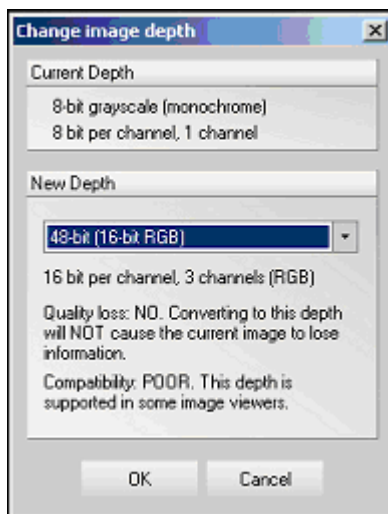 Change image depth
Current Depth
8-bit grayscale (monochrome)
8 bit per channel, 1 channel
New Depth
48-bit (16-bit RGB)
16 bit per channel, 3 channels (RGB)
Quality loss: NO. Converting to this depth
will NOT cause the current image to lose
information.
Compatibility: POOR. This depth is
supported in some image viewers.
OK
Cancel